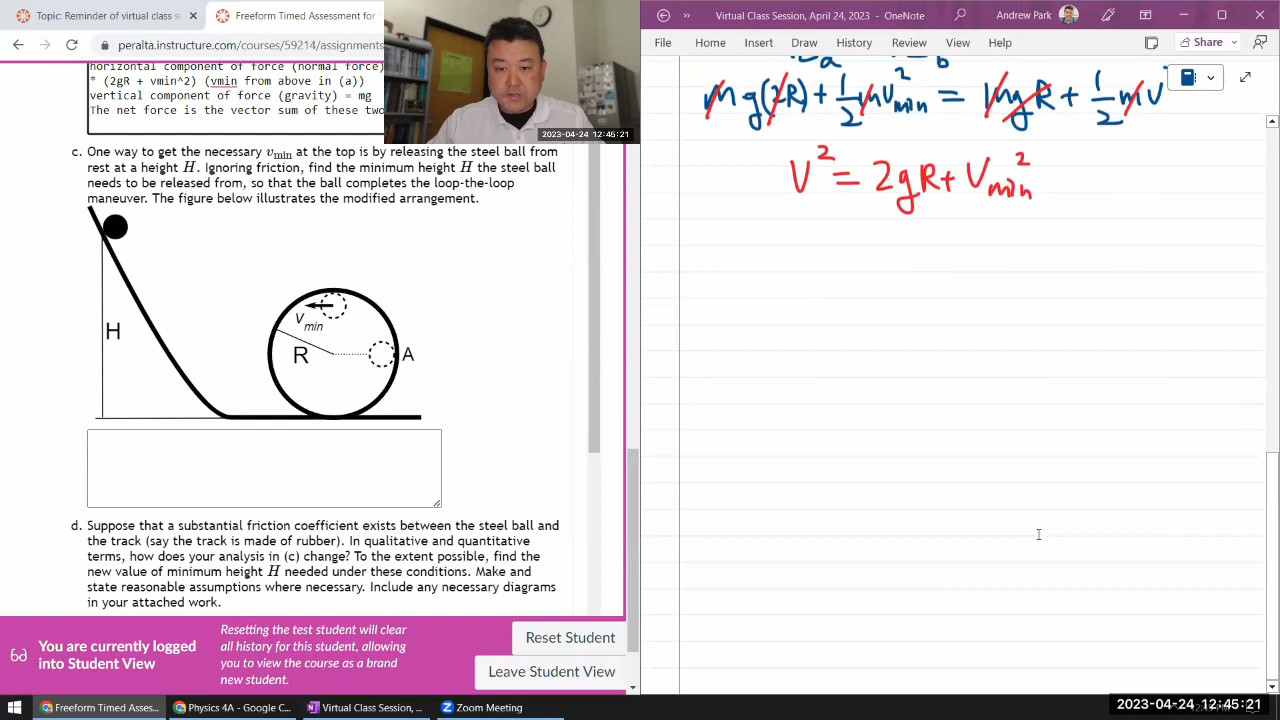 Reminder: virtual class ses
Freeform Timed Assessment for
peralta.instructure.com/courses/59214/assignments
horizontal component of force (normal force)
* (2gR + vmin^2) (vmin from above in (a))
vertical component of force (gravity) = mg
The net force is the vector sum of these two
c. One way to get the necessary vmin at the top is by releasing the steel ball from
rest at a height H. Ignoring friction, find the minimum height H the steel ball
needs to be released from, so that the ball completes the loop-the-loop
maneuver. The figure below illustrates the modified arrangement.
H
Vmin
R
A
d. Suppose that a substantial friction coefficient exists between the steel ball and
the track (say the track is made of rubber). In qualitative and quantitative
terms, how does your analysis in (c) change? To the extent possible, find the
new value of minimum height H needed under these conditions. Make and
state reasonable assumptions where necessary. Include any necessary diagrams
in your attached work.
You are currently logged
into Student View
Resetting the test student will clear
all history for this student, allowing
you to view the course as a brand
new student.
Reset Student
Leave Student View
2023-04-24 12:45:21
Virtual Class Session, April 24, 2023 - OneNote
Andrew Park
File Home Insert Draw History Review View Help
Share
mg(2R) + 1/2 mVmin² = mgR + 1/2 mV
V² = 2gR + Vmin²
Freeform Timed Asses...
Physics 4A - Google C...
Virtual Class Session, ...
Zoom Meeting
2023-04-24 12:45:21